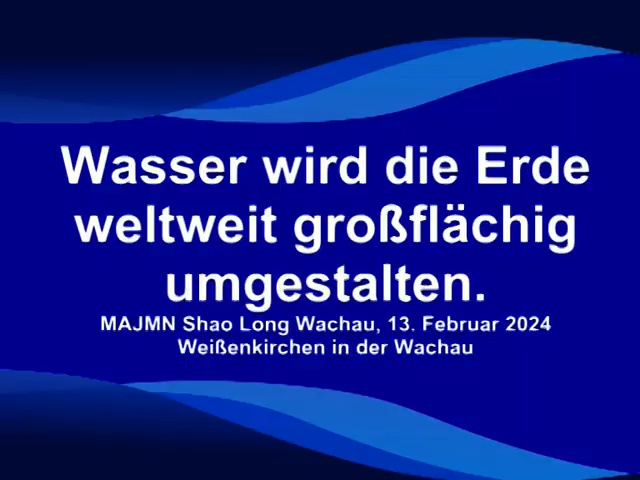 Wasser wird die Erde
weltweit großflächig
umgestalten.
MAJMN Shao Long Wachau, 13. Februar 2024
Weißenkirchen in der Wachau